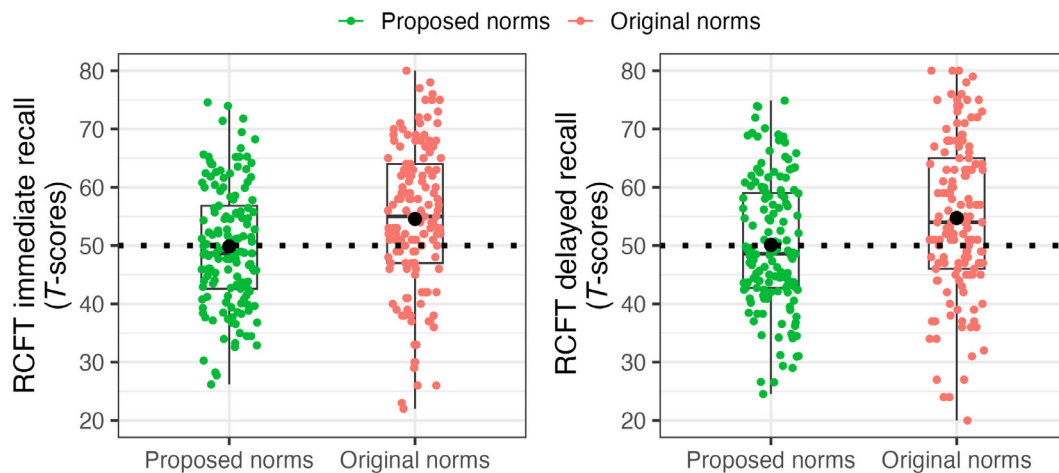 Proposed norms Original norms
RCFT immediate recall
(T-scores)
80
70
60
50
40
30
20
Proposed norms Original norms
RCFT delayed recall
(T-scores)
80
70
60
50
40
30
20
Proposed norms Original norms